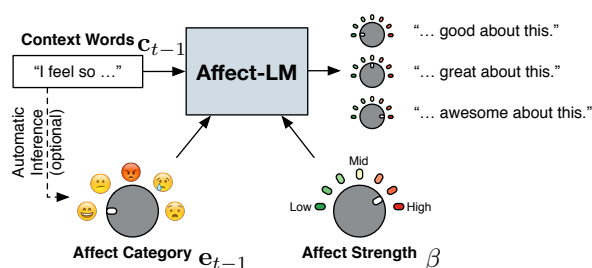 Context Words c_{t-1}
"I feel so ..."
Affect-LM
"... good about this."
"... great about this."
"... awesome about this."
Automatic
Inference
(optional)
Mid
Low
High
Affect Category e_{t-1}
Affect Strength β